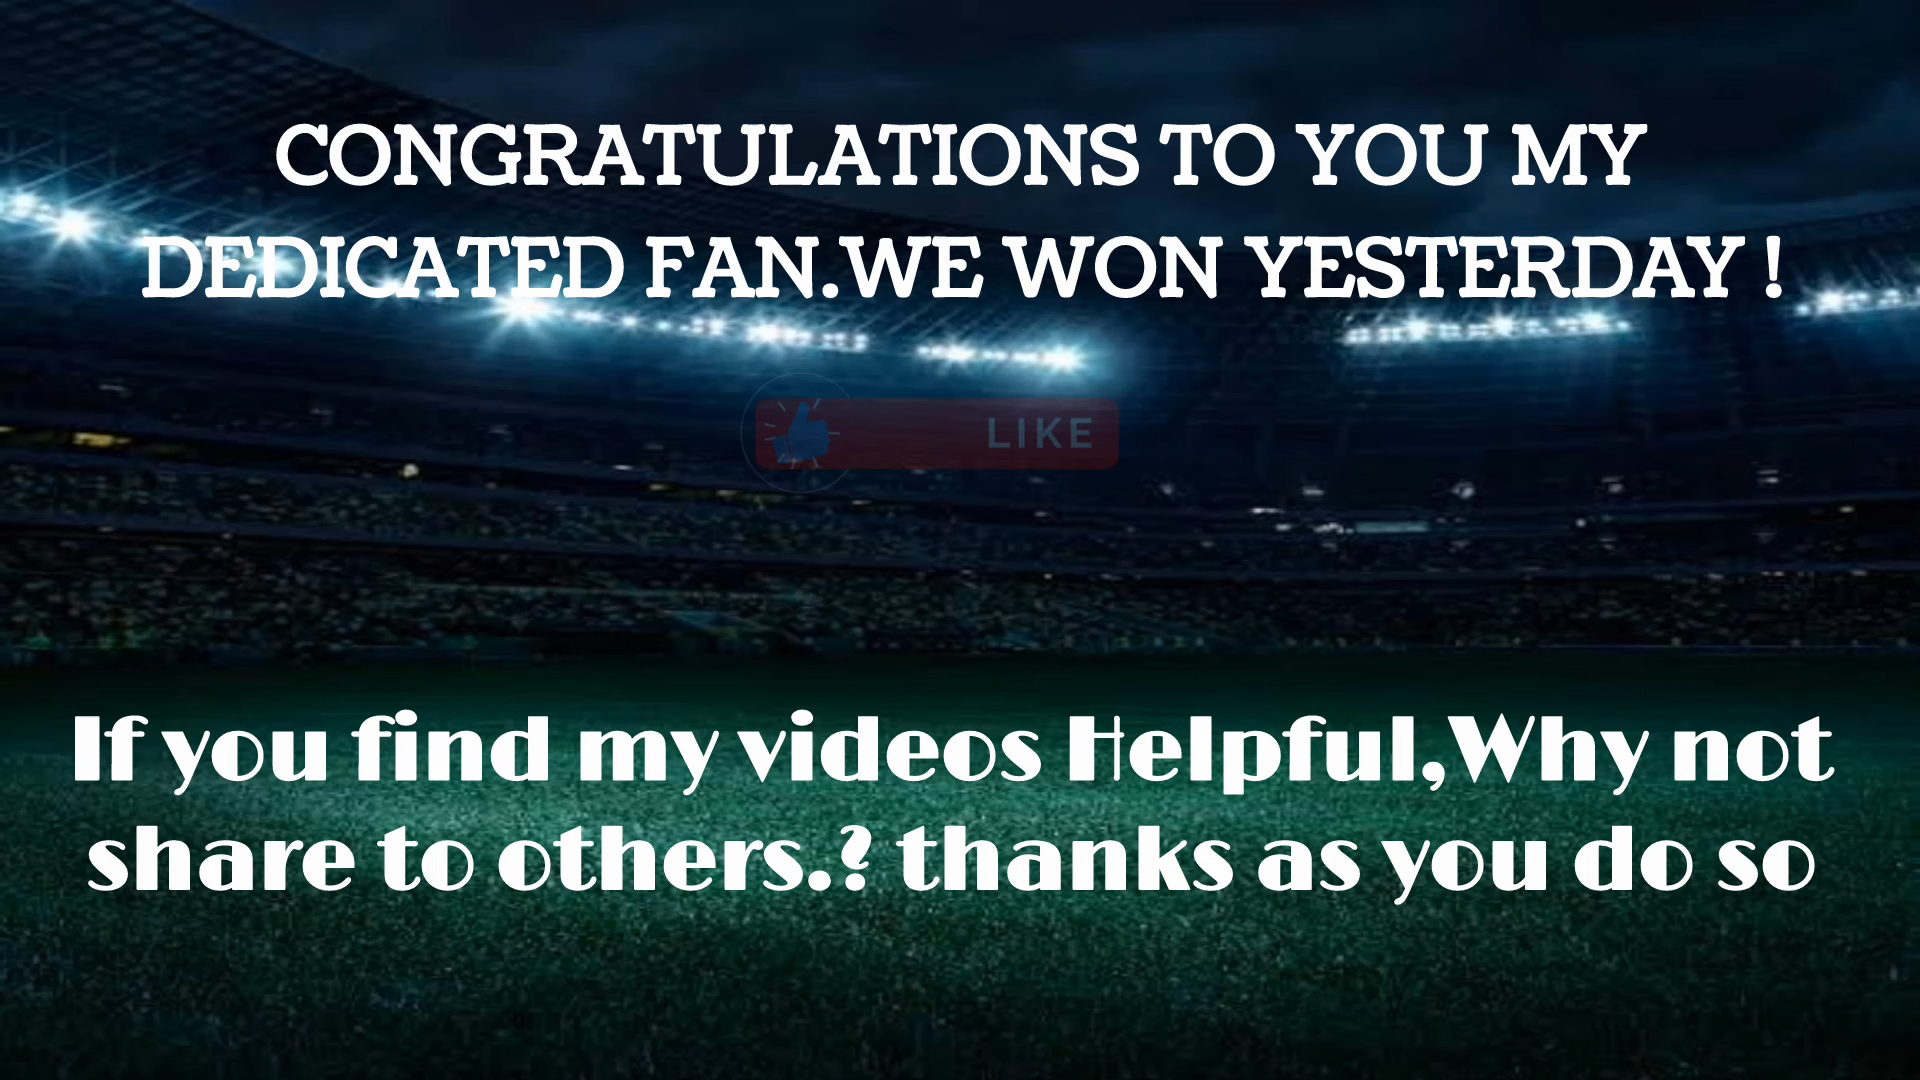 CONGRATULATIONS TO YOU MY
DEDICATED FAN.WE WON YESTERDAY !
LIKE
If you find my videos Helpful,Why not
share to others.? thanks as you do so